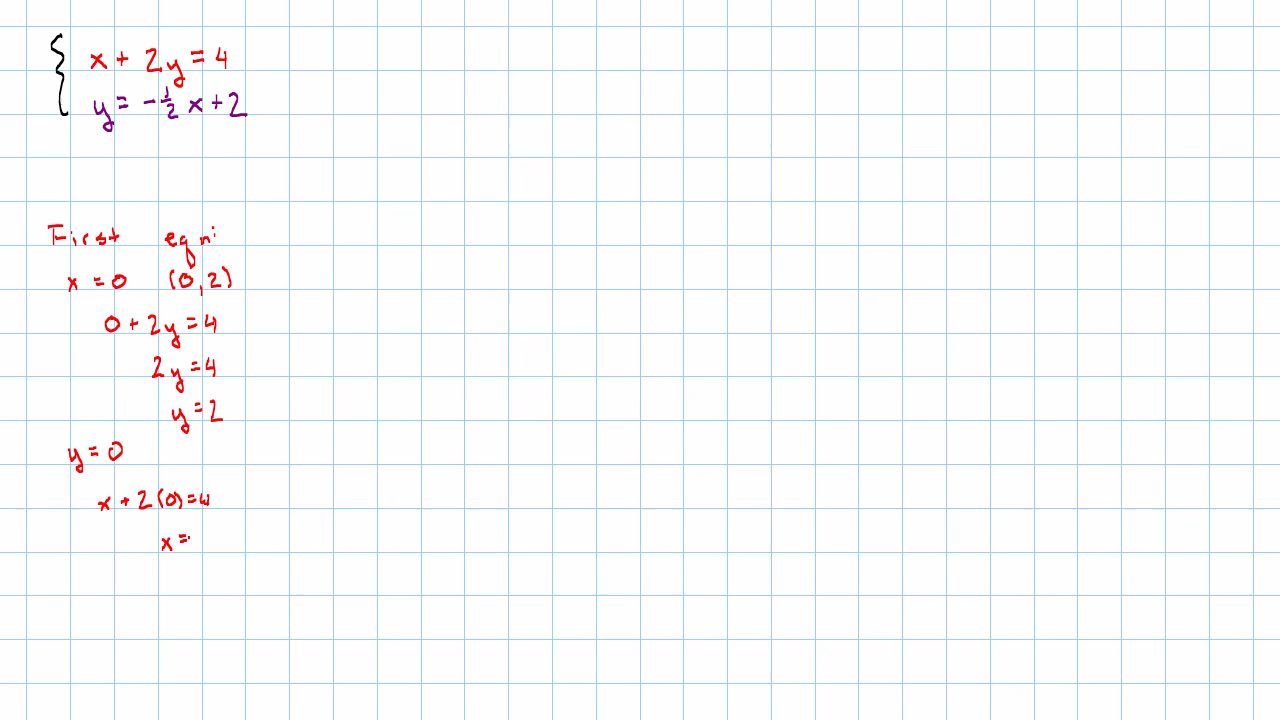 x + 2y = 4
y = -1/2 x + 2
First eqn:
x = 0 (0, 2)
0 + 2y = 4
2y = 4
y = 2
y = 0
x + 2(0) = 4
x =